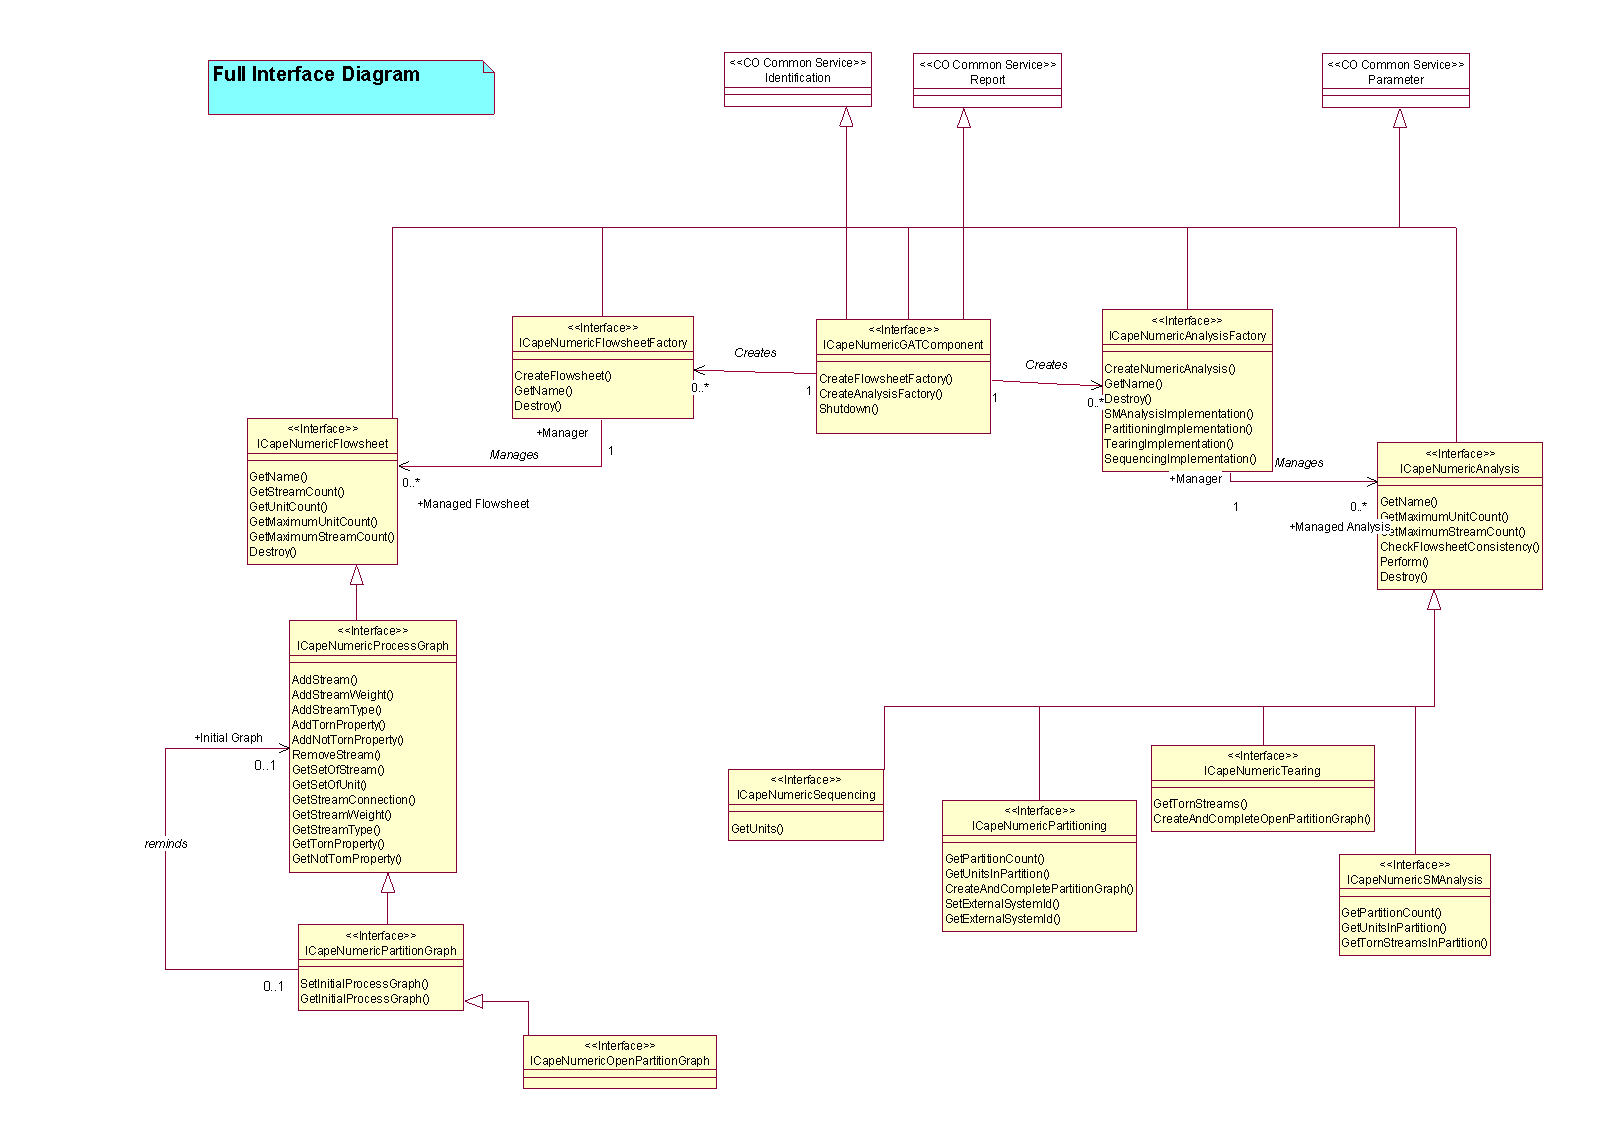 Full Interface Diagram
<<CO Common Service>>
Identification
<<CO Common Service>>
Report
<<CO Common Service>>
Parameter
<<Interface>>
ICapeNumericFlowsheetFactory
CreateFlowsheet()
GetName()
Destroy()
Creates
0..*
1
<<Interface>>
ICapeNumericGATComponent
CreateFlowsheetFactory()
CreateAnalysisFactory()
Shutdown()
Creates
1
0..*
<<Interface>>
ICapeNumericAnalysisFactory
CreateNumericAnalysis()
GetName()
Destroy()
SMAnalysisImplementation()
PartitioningImplementation()
TearingImplementation()
SequencingImplementation()
+Manager
1
Manages
0..*
+Managed Flowsheet
<<Interface>>
ICapeNumericFlowsheet
GetName()
GetStreamCount()
GetUnitCount()
GetMaximumUnitCount()
GetMaximumStreamCount()
Destroy()
Manages
+Manager
1
0..*
+Managed Analysis
<<Interface>>
ICapeNumericAnalysis
GetName()
GetMaximumUnitCount()
GetMaximumStreamCount()
CheckFlowsheetConsistency()
Perform()
Destroy()
<<Interface>>
ICapeNumericProcessGraph
AddStream()
AddStreamWeight()
AddStreamType()
AddTornProperty()
AddNotTornProperty()
RemoveStream()
GetSetOfStream()
GetSetOfUnit()
GetStreamConnection()
GetStreamWeight()
GetStreamType()
GetTornProperty()
GetNotTornProperty()
+Initial Graph
0..1
reminds
0..1
<<Interface>>
ICapeNumericPartitionGraph
SetInitialProcessGraph()
GetInitialProcessGraph()
<<Interface>>
ICapeNumericOpenPartitionGraph
<<Interface>>
ICapeNumericSequencing
GetUnits()
<<Interface>>
ICapeNumericPartitioning
GetPartitionCount()
GetUnitsInPartition()
CreateAndCompletePartitionGraph()
SetExternalSystemId()
GetExternalSystemId()
<<Interface>>
ICapeNumericTearing
GetTornStreams()
CreateAndCompleteOpenPartitionGraph()
<<Interface>>
ICapeNumericSMAnalysis
GetPartitionCount()
GetUnitsInPartition()
GetTornStreamsInPartition()